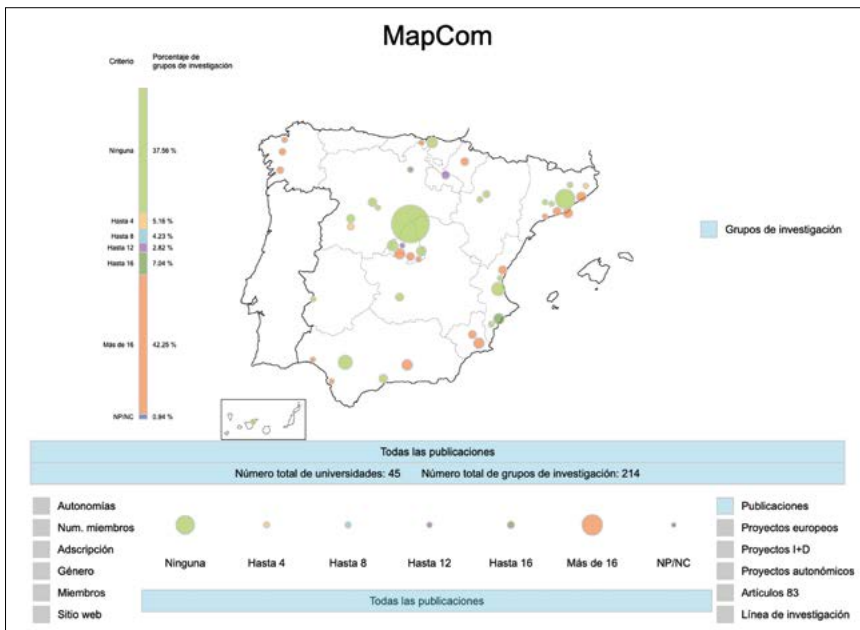 MapCom
Criterio
Porcentaje de
grupos de investigación
Ninguna 37.56 %
Hasta 4 5.16 %
Hasta 8 4.23 %
Hasta 12 2.82 %
Hasta 16 7.04 %
Más de 16 42.25 %
NP/NC 0.94 %
Grupos de investigación
Todas las publicaciones
Número total de universidades: 45 Número total de grupos de investigación: 214
Autonomías
Num. miembros
Adscripción
Género
Miembros
Sitio web
Ninguna Hasta 4 Hasta 8 Hasta 12 Hasta 16 Más de 16 NP/NC
Todas las publicaciones
Publicaciones
Proyectos europeos
Proyectos I+D
Proyectos autonómicos
Artículos 83
Línea de investigación